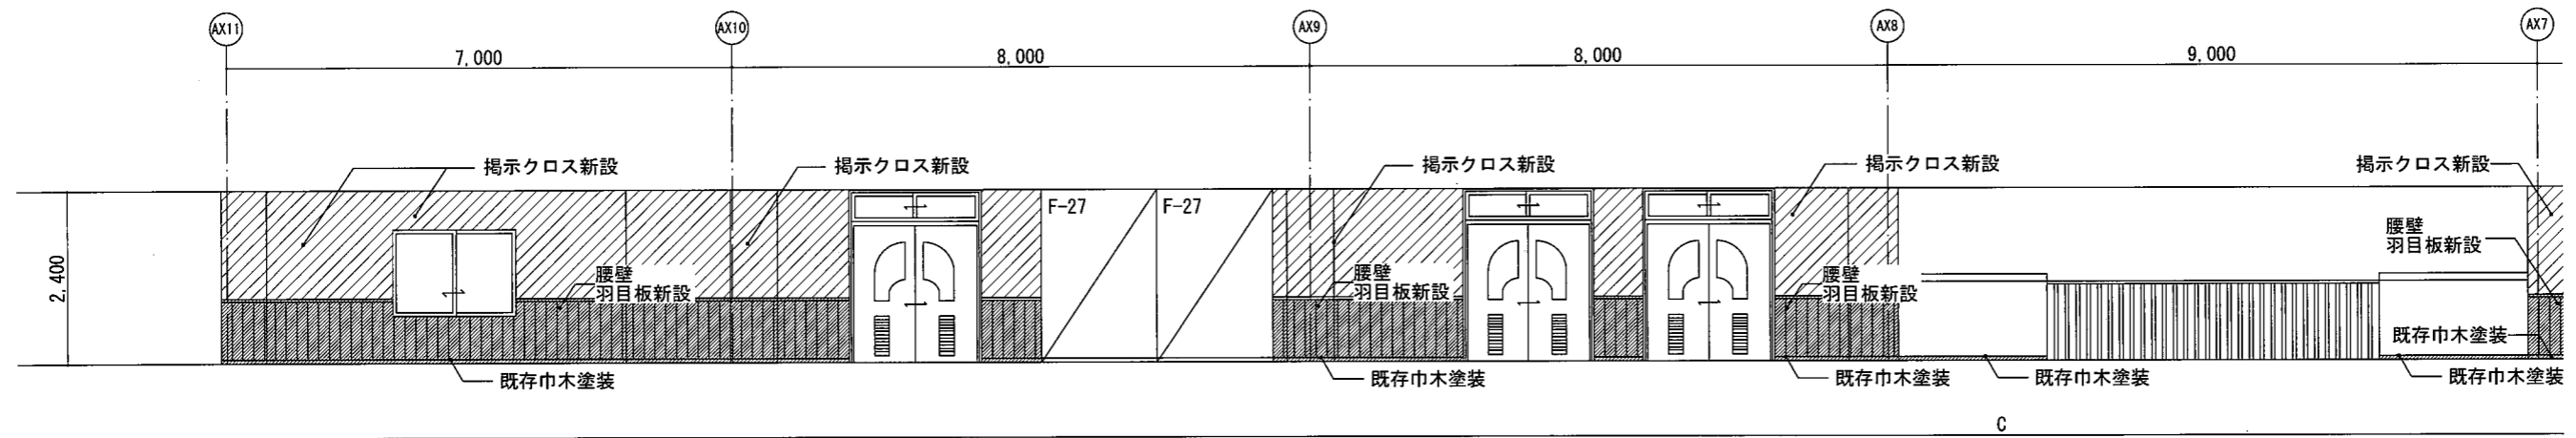 AX11 AX10 AX9 AX8 AX7
7,000 8,000 8,000 9,000
掲示クロス新設 掲示クロス新設 掲示クロス新設 掲示クロス新設 掲示クロス新設
F-27 F-27
2,400
腰壁
羽目板新設
腰壁
羽目板新設
腰壁
羽目板新設
腰壁
羽目板新設
既存巾木塗装
既存巾木塗装 既存巾木塗装 既存巾木塗装 既存巾木塗装 既存巾木塗装
C